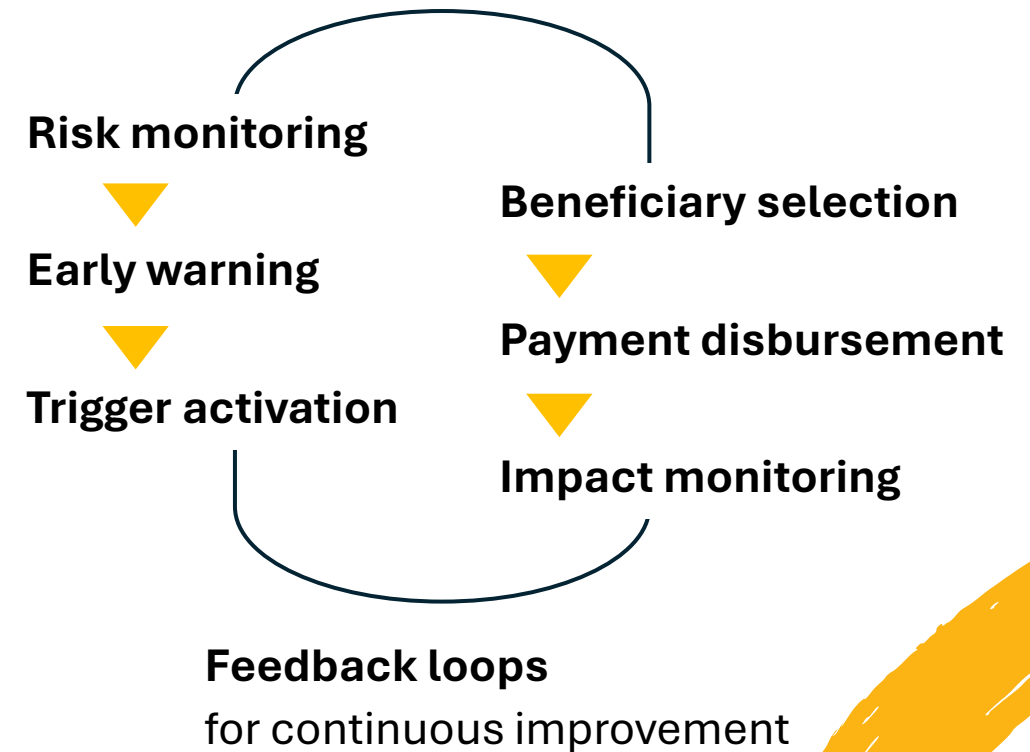 Risk monitoring
Early warning
Trigger activation
Beneficiary selection
Payment disbursement
Impact monitoring
Feedback loops
for continuous improvement